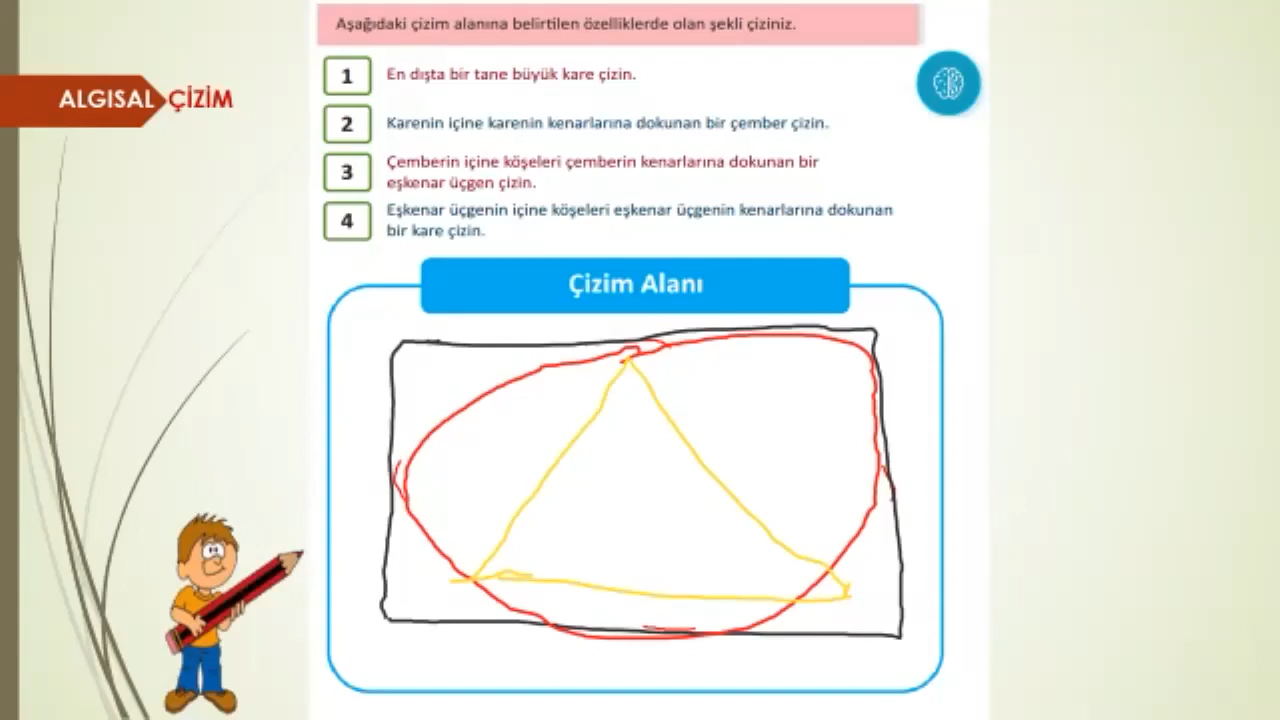 Aşağıdaki çizim alanına belirtilen özelliklerde olan şekli çiziniz.
ALGISAL ÇİZİM
1 En dışta bir tane büyük kare çizin.
2 Karenin içine karenin kenarlarına dokunan bir çember çizin.
3 Çemberin içine köşeleri çemberin kenarlarına dokunan bir
eşkenar üçgen çizin.
4 Eşkenar üçgenin içine köşeleri eşkenar üçgenin kenarlarına dokunan
bir kare çizin.
Çizim Alanı